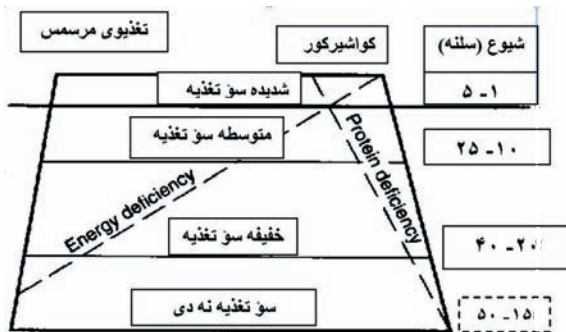 تغذیوی مرسمس
کواشیرکور
شیوع (سلنه)
شدیده سؤ تغذیه
۵ ـ ۱
متوسطه سؤ تغذیه
۲۵ ـ ۱۰
Energy deficiency
Protein deficiency
خفیفه سؤ تغذیه
۴۰ ـ ۲۰
سؤ تغذیه نه دی
۵۰ ـ ۱۵